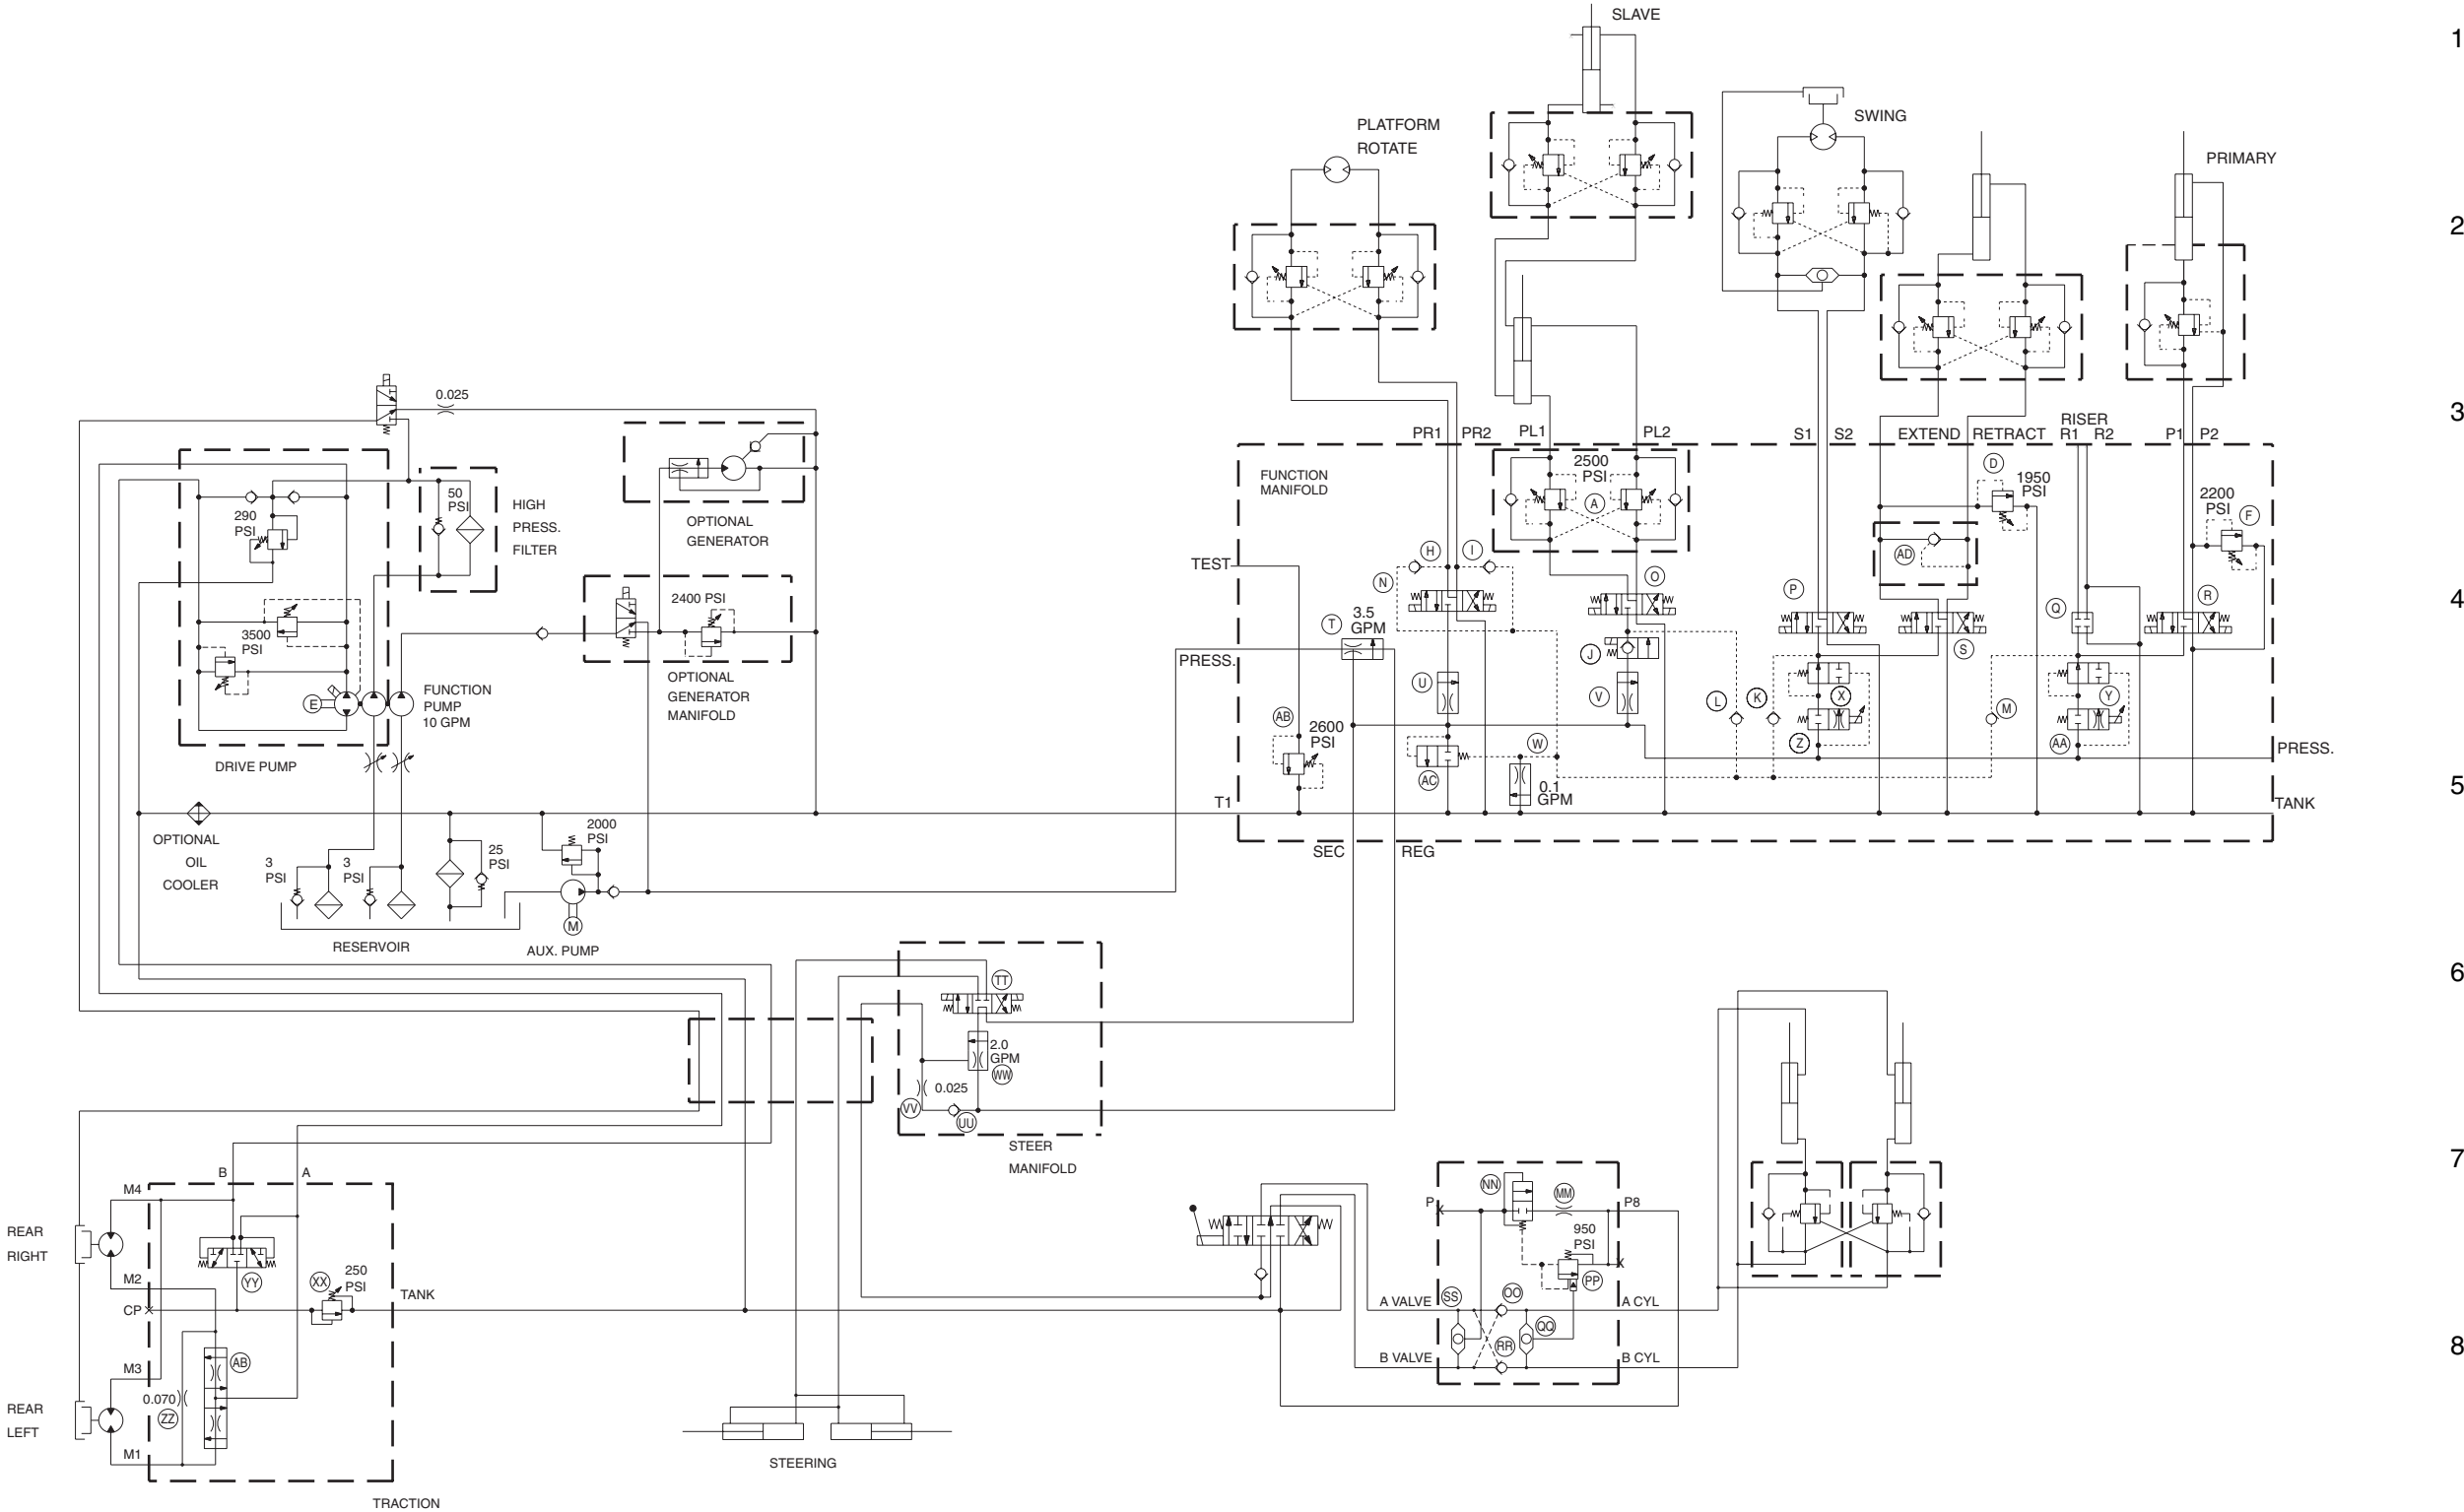 SLAVE
1
PLATFORM
ROTATE
SWING
PRIMARY
2
0.025
3
PR1
PR2
PL1
PL2
S1
S2
EXTEND
RETRACT
RISER
R1
R2
P1
P2
50
PSI
290
PSI
HIGH
PRESS.
FILTER
OPTIONAL
GENERATOR
FUNCTION
MANIFOLD
2500
PSI
A
D
1950
PSI
2200
PSI
F
TEST
H
I
N
O
AD
P
Q
R
4
2400 PSI
3500
PSI
T
3.5
GPM
J
S
PRESS.
OPTIONAL
GENERATOR
MANIFOLD
E
FUNCTION
PUMP
10 GPM
U
V
L
K
X
M
Y
AB
2600
PSI
W
Z
AA
PRESS.
DRIVE PUMP
AC
0.1
GPM
5
T1
TANK
OPTIONAL
OIL
COOLER
3
PSI
3
PSI
25
PSI
2000
PSI
SEC
REG
M
RESERVOIR
AUX. PUMP
6
TT
2.0
GPM
WW
0.025
VV
UU
STEER
MANIFOLD
7
B
A
M4
REAR
RIGHT
M2
CP
YY
XX
250
PSI
TANK
P
NN
MM
P8
950
PSI
PP
A VALVE
SS
OO
A CYL
QQ
RR
B VALVE
B CYL
8
M3
AB
0.070
ZZ
REAR
LEFT
M1
STEERING
TRACTION